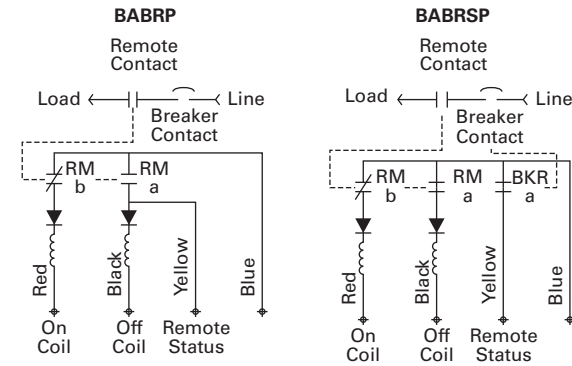 BABRP
Remote
Contact
Load
Line
Breaker
Contact
RM
b
RM
a
Red
Black
Yellow
Blue
On
Coil
Off
Coil
Remote
Status
BABRSP
Remote
Contact
Load
Line
Breaker
Contact
RM
b
RM
a
BKR
a
Red
Black
Yellow
Blue
On
Coil
Off
Coil
Remote
Status